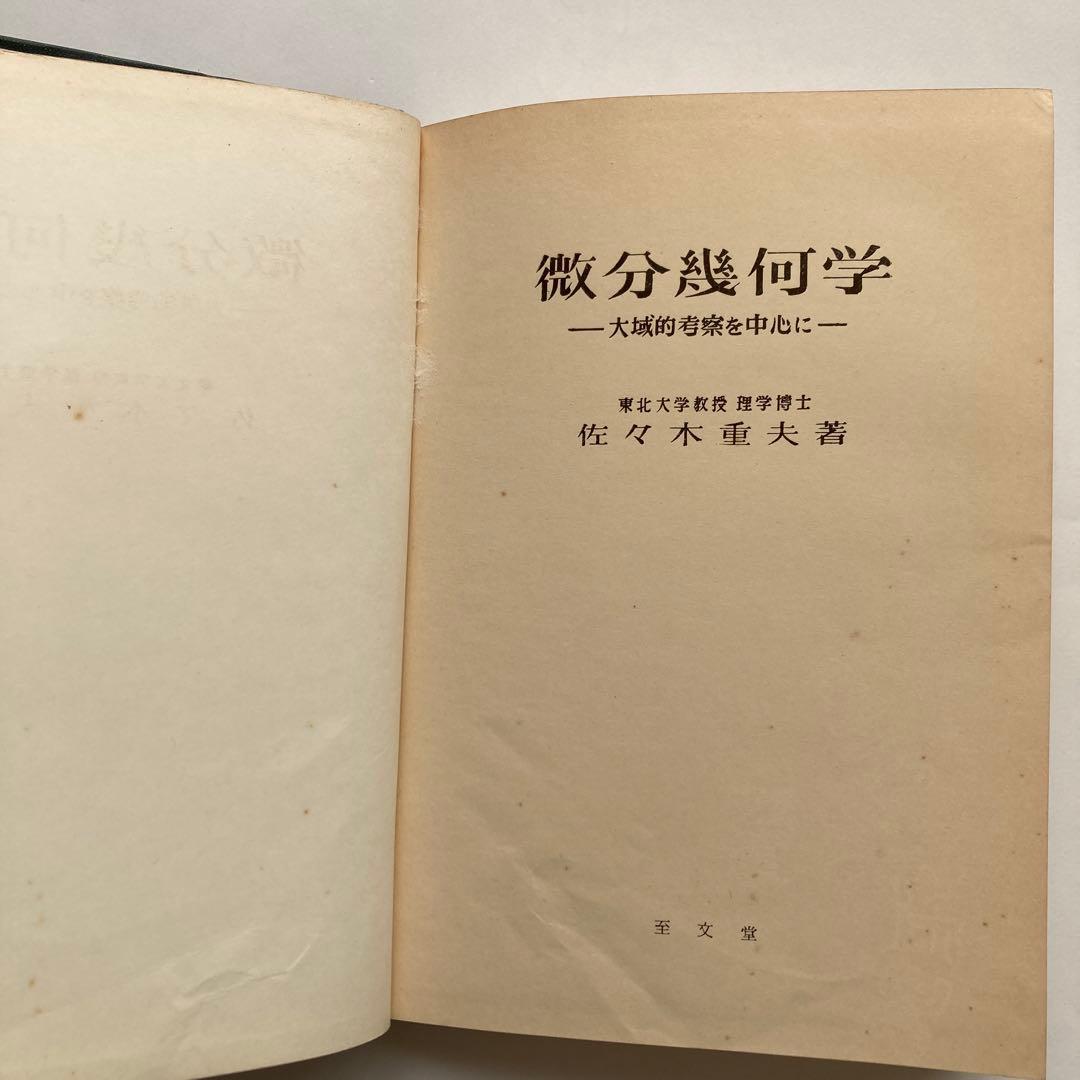 微分幾何学
―大域的考察を中心に―
東北大学教授 理学博士
佐々木重夫著
至文堂